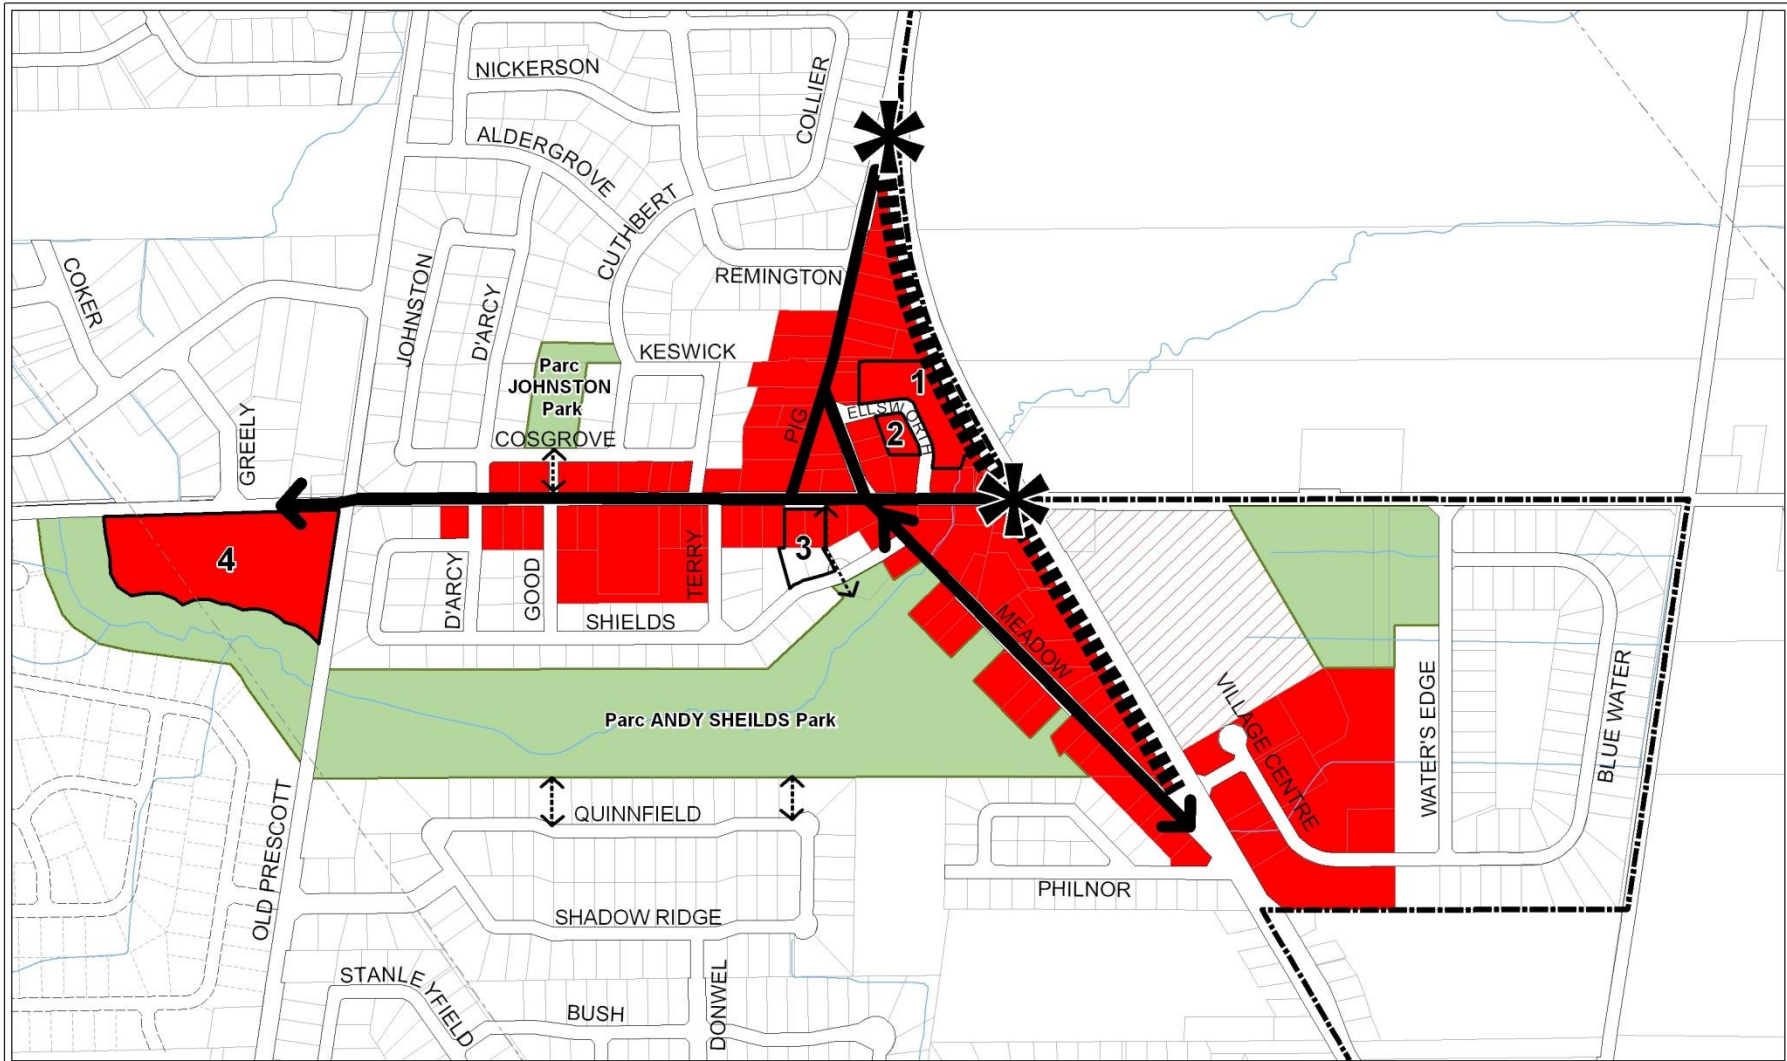 NICKERSON
COLLIER
ALDERGROVE
CUTHBERT
REMINGTON
COKER
JOHNSTON
D'ARCY
KESWICK
Parc
JOHNSTON
Park
1
ELLSWORTH
PIG
2
GREELY
COSGROVE
4
3
D'ARCY
GOOD
TERRY
SHIELDS
MEADOW
Parc ANDY SHEILDS Park
VILLAGE CENTRE
WATER'S EDGE
BLUE WATER
OLD PRESCOTT
QUINNFIELD
PHILNOR
SHADOW RIDGE
STANLEYFIELD
BUSH
DONWEL